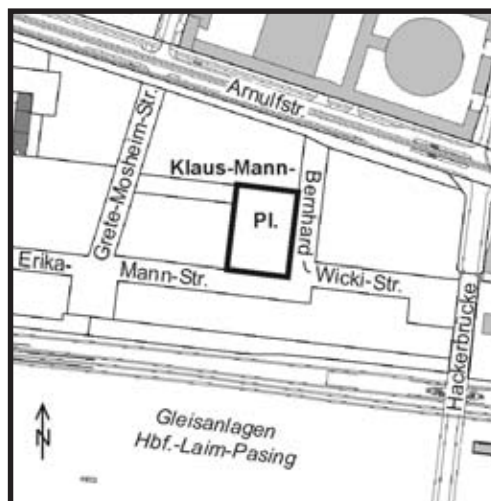 Arnulfstr.
Grete-Mosheim-Str.
Klaus-Mann-
Pl.
Bernhard-
Wicki-Str.
Erika-
Mann-Str.
Hackerbrücke
Gleisanlagen
Hbf.-Laim-Pasing
N